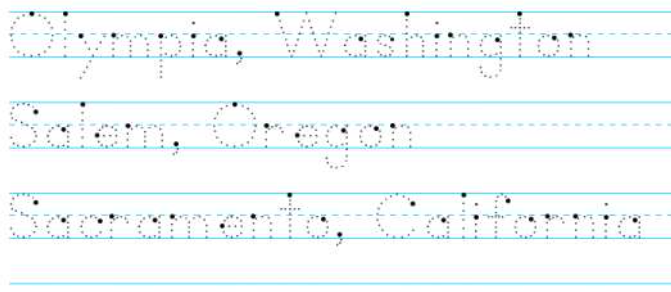 Olympia, Washington
Salem, Oregon
Sacramento, California